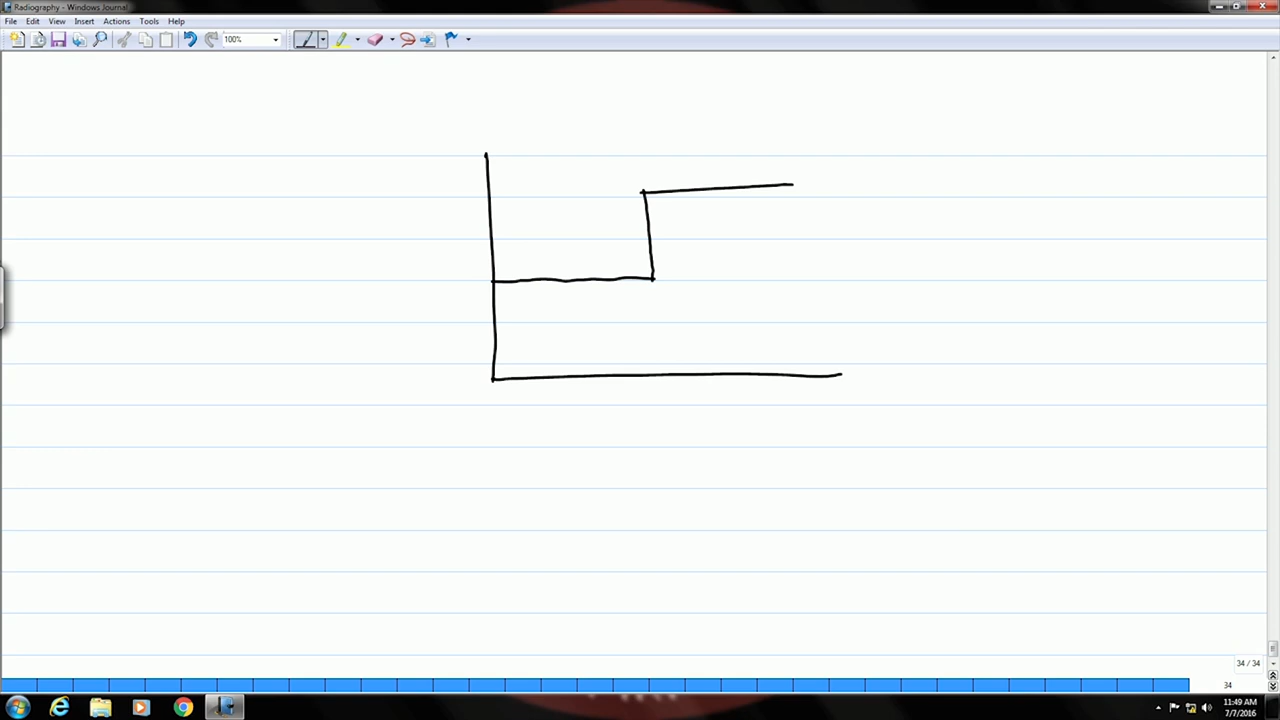 Radiography - Windows Journal
File Edit View Insert Actions Tools Help
100%
34 / 34
34
11:49 AM
7/7/2016